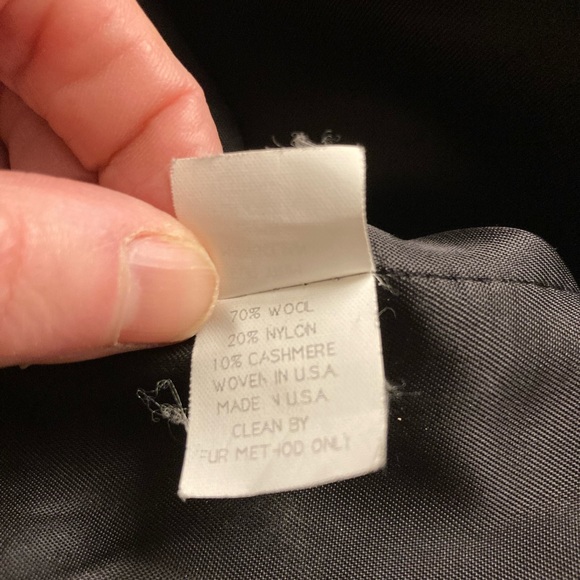 70% WOOL
20% NYLON
10% CASHMERE
WOVEN IN U.S.A.
MADE IN U.S.A.
CLEAN BY
FUR METHOD ONLY